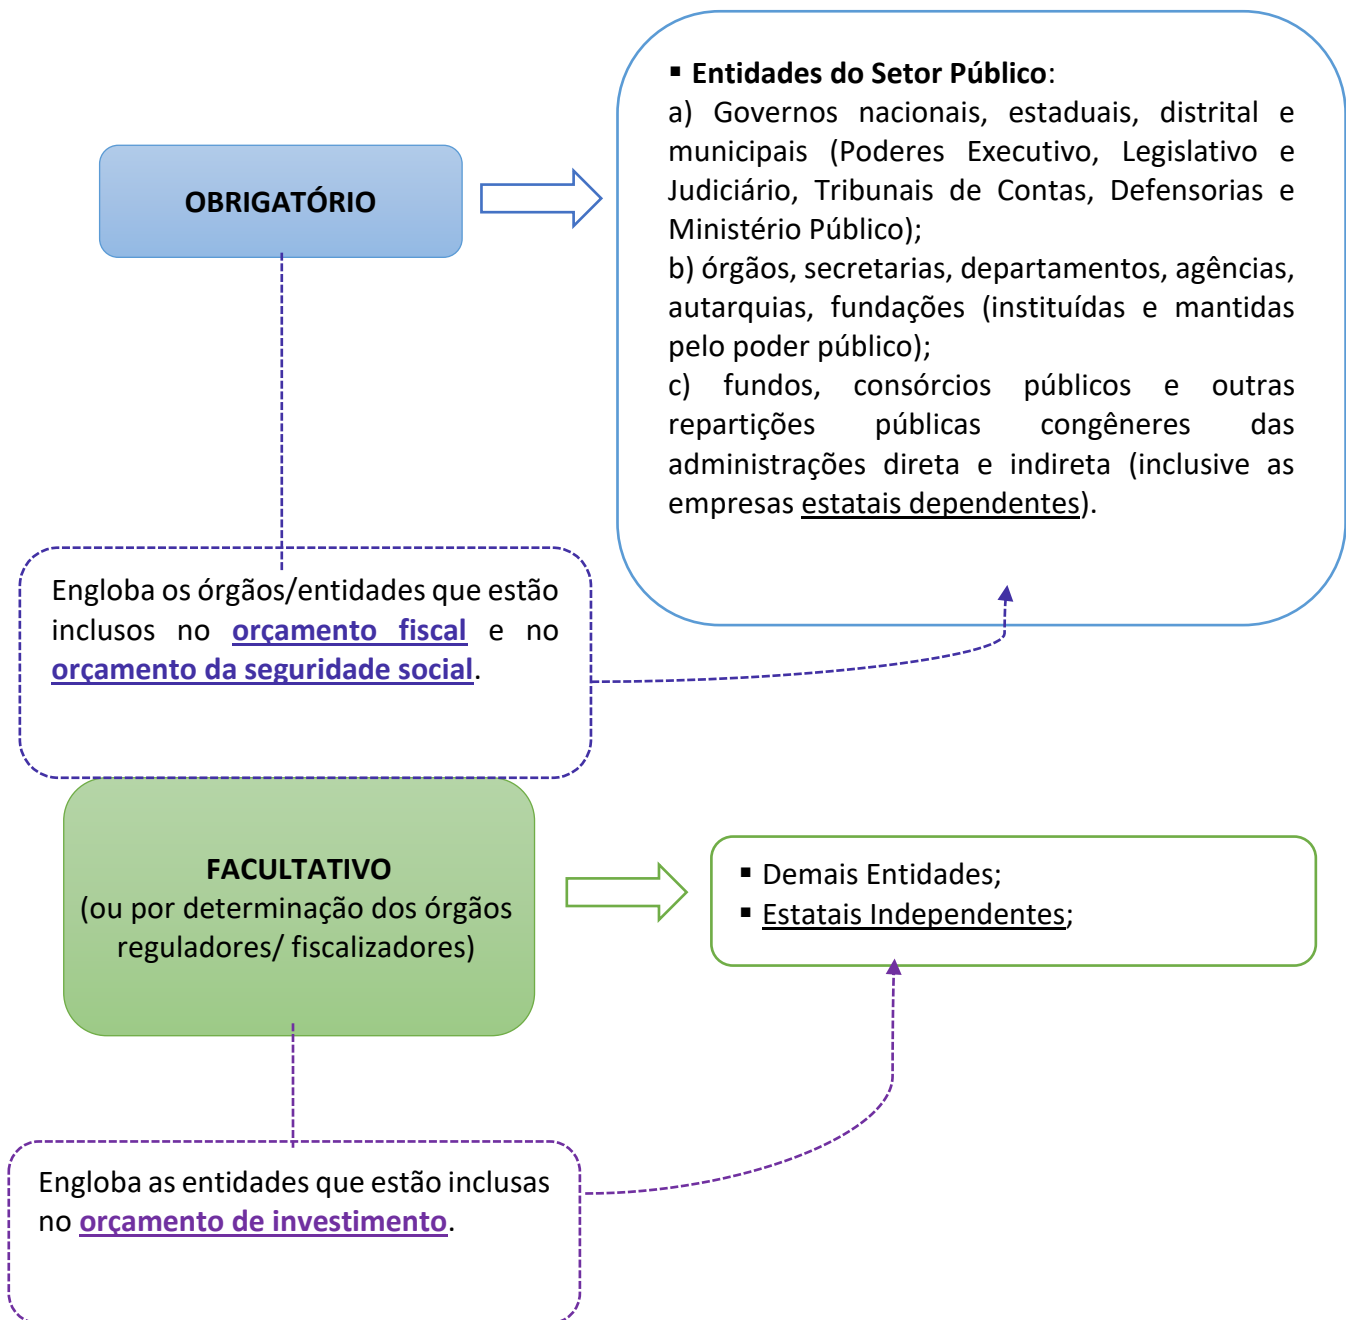 OBRIGATÓRIO
▪ Entidades do Setor Público:
a) Governos nacionais, estaduais, distrital e
municipais (Poderes Executivo, Legislativo e
Judiciário, Tribunais de Contas, Defensorias e
Ministério Público);
b) órgãos, secretarias, departamentos, agências,
autarquias, fundações (instituídas e mantidas
pelo poder público);
c) fundos, consórcios públicos e outras
repartições públicas congêneres das
administrações direta e indireta (inclusive as
empresas estatais dependentes).
Engloba os órgãos/entidades que estão
inclusos no orçamento fiscal e no
orçamento da seguridade social.
FACULTATIVO
(ou por determinação dos órgãos
reguladores/ fiscalizadores)
▪ Demais Entidades;
▪ Estatais Independentes;
Engloba as entidades que estão inclusas
no orçamento de investimento.